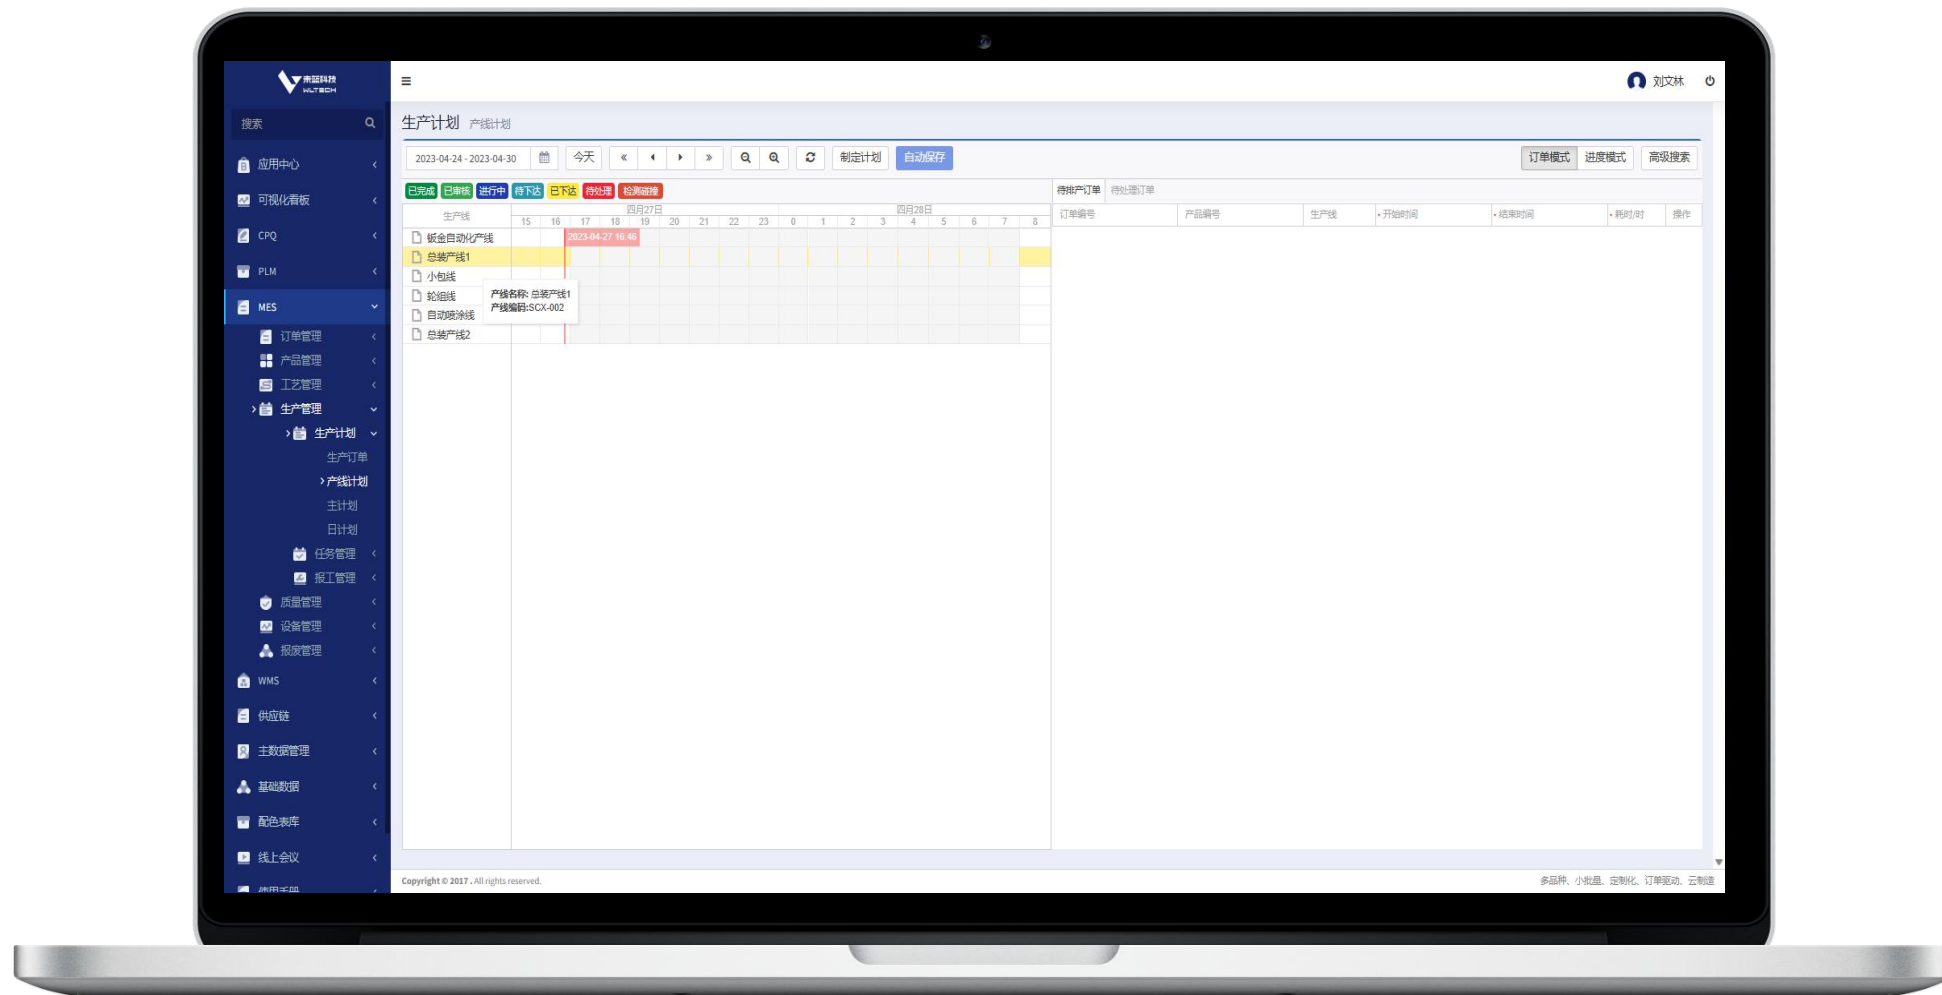 未蓝科技
WLTECH
刘文林
搜索
应用中心
可视化看板
CPQ
PLM
MES
订单管理
产品管理
工艺管理
生产管理
生产计划
生产订单
产线计划
主计划
日计划
任务管理
报工管理
质量管理
设备管理
报废管理
WMS
供应链
主数据管理
基础数据
配色表库
线上会议
使用手册
生产计划 产线计划
2023-04-24 - 2023-04-30 今天 « » 制定计划 自动保存 订单模式 进度模式 高级搜索
已完成 已审核 进行中 待下达 已下达 待处理 检测碰撞
生产线 四月27日 四月28日
15 16 17 18 19 20 21 22 23 0 1 2 3 4 5 6 7 8
钣金自动化产线 2023-04-27 16:46
总装产线1
小包线
轮组线
自动喷涂线
总装产线2
产线名称: 总装产线1
产线编码:SCX-002
待排产订单 待处理订单
订单编号 产品编号 生产线 •开始时间 •结束时间 •耗时/时 操作
Copyright © 2017 . All rights reserved.
多品种、小批量、定制化、订单驱动、云制造